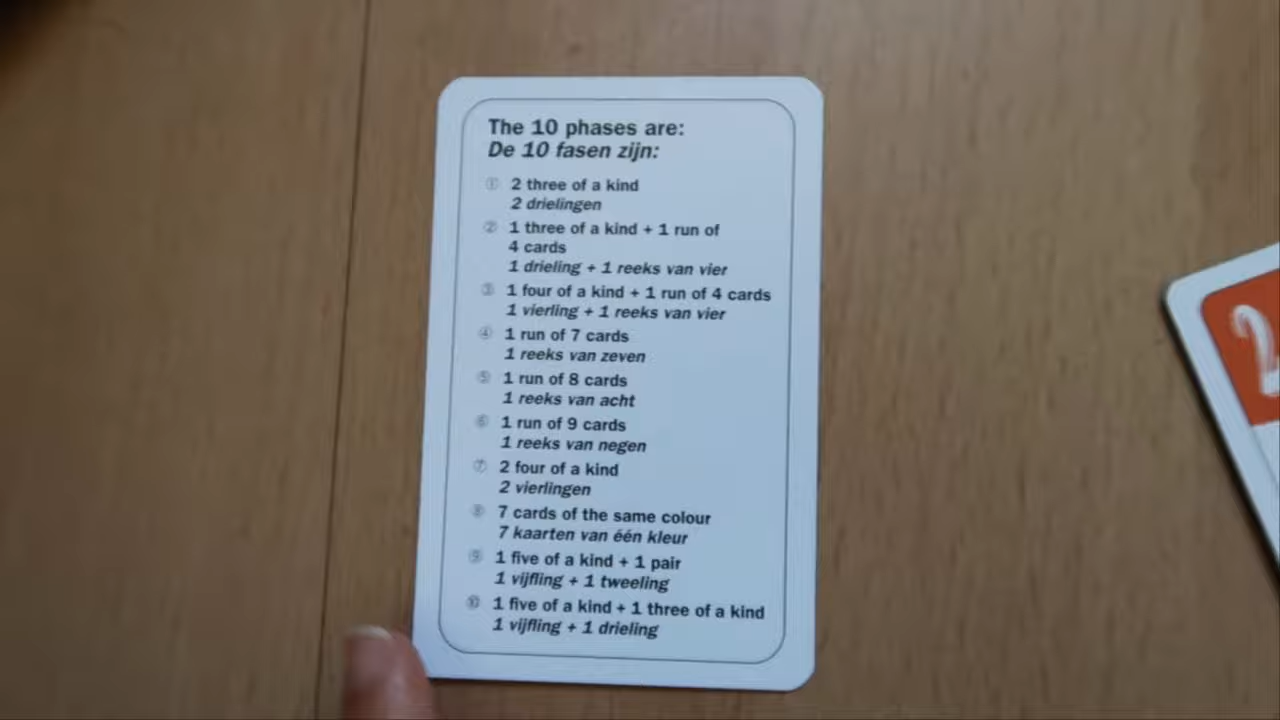 The 10 phases are:
De 10 fasen zijn:
① 2 three of a kind
2 drielingen
② 1 three of a kind + 1 run of
4 cards
1 drieling + 1 reeks van vier
③ 1 four of a kind + 1 run of 4 cards
1 vierling + 1 reeks van vier
④ 1 run of 7 cards
1 reeks van zeven
⑤ 1 run of 8 cards
1 reeks van acht
⑥ 1 run of 9 cards
1 reeks van negen
⑦ 2 four of a kind
2 vierlingen
⑧ 7 cards of the same colour
7 kaarten van één kleur
⑨ 1 five of a kind + 1 pair
1 vijfling + 1 tweeling
⑩ 1 five of a kind + 1 three of a kind
1 vijfling + 1 drieling
2